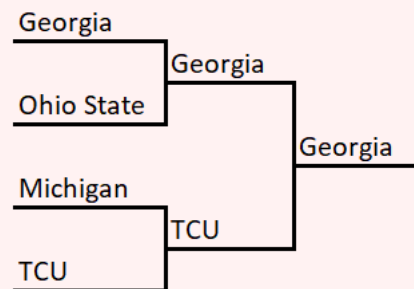 Georgia
Georgia
Ohio State
Georgia
Michigan
TCU
TCU